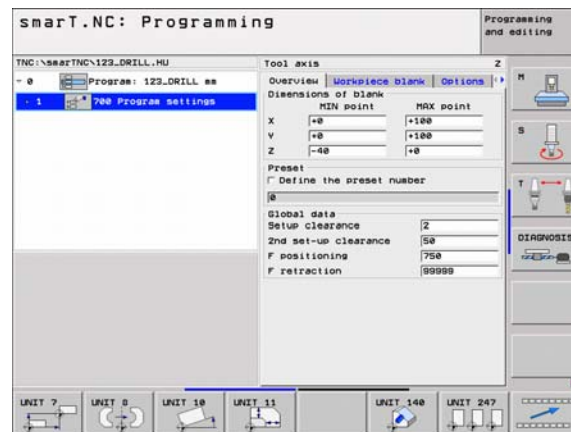 smarT.NC: Programming
Programming
and editing
TNC:\smarTNC\123_DRILL.HU
Tool axis Z
- 0 Program: 123_DRILL mm
- 1 700 Program settings
Overview Workpiece blank Options
Dimensions of blank
MIN point MAX point
X +0 +100
Y +0 +100
Z -40 +0
Preset
Define the preset number
0
Global data
Setup clearance 2
2nd set-up clearance 50
F positioning 750
F retraction 99999
M
S
T
DIAGNOSIS
UNIT 7
UNIT 8
UNIT 10
UNIT 11
UNIT 140
UNIT 247